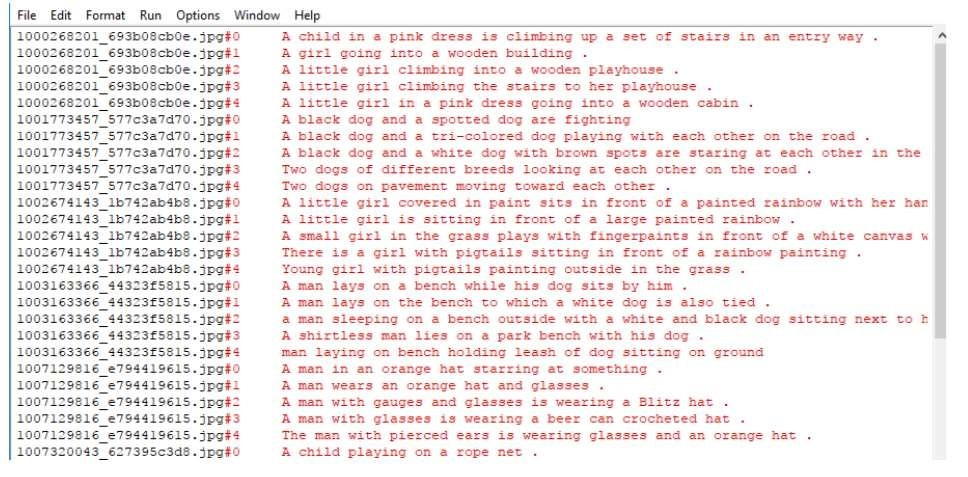 File Edit Format Run Options Window Help
1000268201_693b08cb0e.jpg#0 A child in a pink dress is climbing up a set of stairs in an entry way .
1000268201_693b08cb0e.jpg#1 A girl going into a wooden building .
1000268201_693b08cb0e.jpg#2 A little girl climbing into a wooden playhouse .
1000268201_693b08cb0e.jpg#3 A little girl climbing the stairs to her playhouse .
1000268201_693b08cb0e.jpg#4 A little girl in a pink dress going into a wooden cabin .
1001773457_577c3a7d70.jpg#0 A black dog and a spotted dog are fighting
1001773457_577c3a7d70.jpg#1 A black dog and a tri-colored dog playing with each other on the road .
1001773457_577c3a7d70.jpg#2 A black dog and a white dog with brown spots are staring at each other in the
1001773457_577c3a7d70.jpg#3 Two dogs of different breeds looking at each other on the road .
1001773457_577c3a7d70.jpg#4 Two dogs on pavement moving toward each other .
1002674143_1b742ab4b8.jpg#0 A little girl covered in paint sits in front of a painted rainbow with her han
1002674143_1b742ab4b8.jpg#1 A little girl is sitting in front of a large painted rainbow .
1002674143_1b742ab4b8.jpg#2 A small girl in the grass plays with fingerpaints in front of a white canvas w
1002674143_1b742ab4b8.jpg#3 There is a girl with pigtails sitting in front of a rainbow painting .
1002674143_1b742ab4b8.jpg#4 Young girl with pigtails painting outside in the grass .
1003163366_44323f5815.jpg#0 A man lays on a bench while his dog sits by him .
1003163366_44323f5815.jpg#1 A man lays on the bench to which a white dog is also tied .
1003163366_44323f5815.jpg#2 a man sleeping on a bench outside with a white and black dog sitting next to h
1003163366_44323f5815.jpg#3 A shirtless man lies on a park bench with his dog .
1003163366_44323f5815.jpg#4 man laying on bench holding leash of dog sitting on ground
1007129816_e794419615.jpg#0 A man in an orange hat starring at something .
1007129816_e794419615.jpg#1 A man wears an orange hat and glasses .
1007129816_e794419615.jpg#2 A man with gauges and glasses is wearing a Blitz hat .
1007129816_e794419615.jpg#3 A man with glasses is wearing a beer can crocheted hat .
1007129816_e794419615.jpg#4 The man with pierced ears is wearing glasses and an orange hat .
1007320043_627395c3d8.jpg#0 A child playing on a rope net .